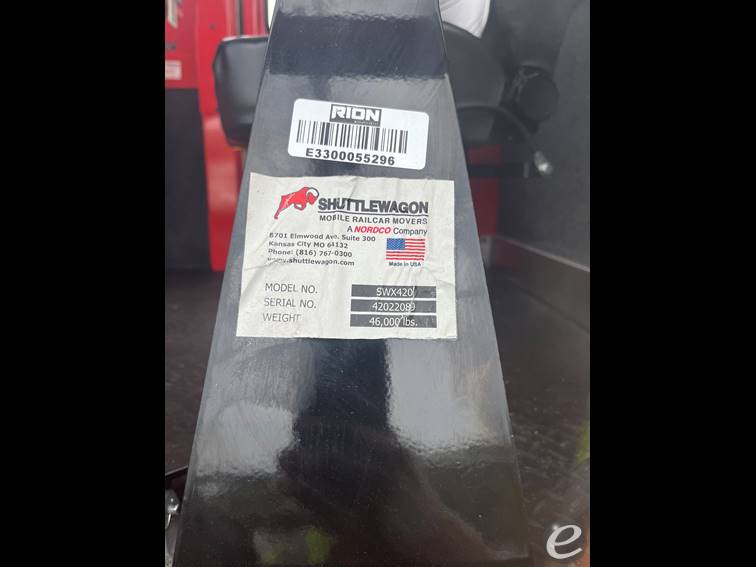 RION
E3300055296
SHUTTLEWAGON
MOBILE RAILCAR MOVERS
A NORDCO Company
8701 Elmwood Ave. Suite 300
Kansas City MO 64132
Phone: (816) 767-0300
www.shuttlewagon.com
Made in USA
MODEL NO. SWX420
SERIAL NO. 42022089
WEIGHT 46,000 lbs.
e